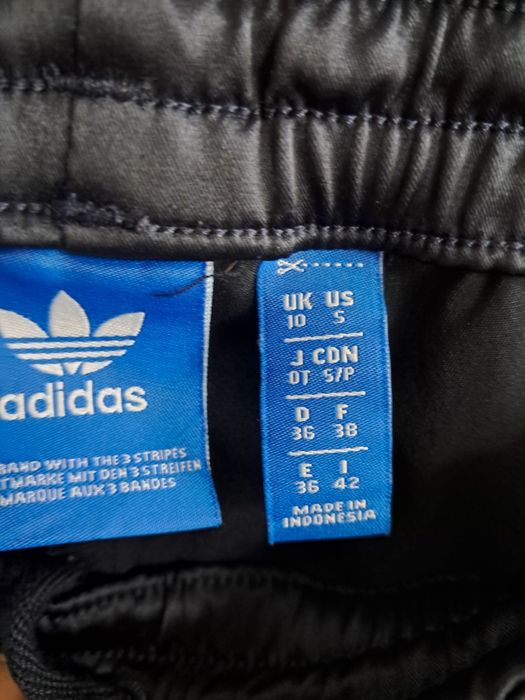 adidas
BAND WITH THE 3 STRIPES
TMARKE MIT DEN 3 STREIFEN
MARQUE AUX 3 BANDES
UK US
10 S
J CDN
OT S/P
D F
36 38
E I
36 42
MADE IN
INDONESIA